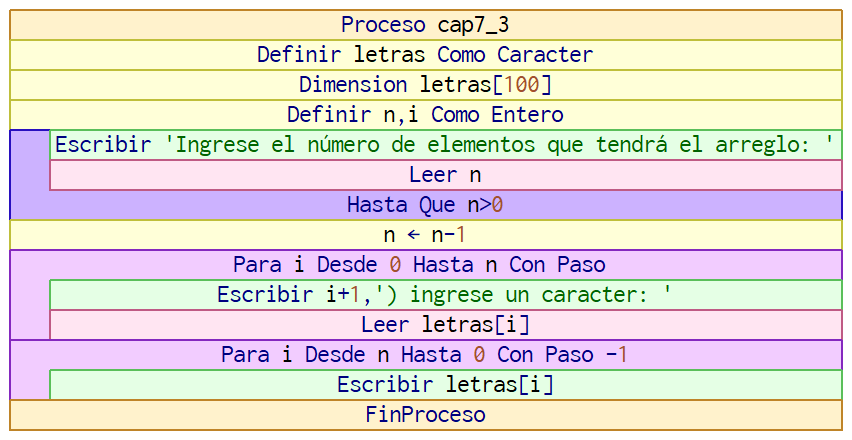 Proceso cap7_3
Definir letras Como Caracter
Dimension letras[100]
Definir n,i Como Entero
Escribir 'Ingrese el número de elementos que tendrá el arreglo: '
Leer n
Hasta Que n>0
n ← n-1
Para i Desde 0 Hasta n Con Paso
Escribir i+1,') ingrese un caracter: '
Leer letras[i]
Para i Desde n Hasta 0 Con Paso -1
Escribir letras[i]
FinProceso